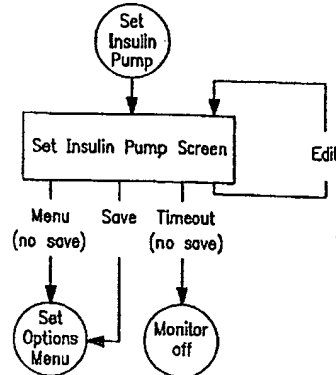 Set
Insulin
Pump
Set Insulin Pump Screen
Edit
Menu
(no save)
Save
Timeout
(no save)
Set
Options
Menu
Monitor
off